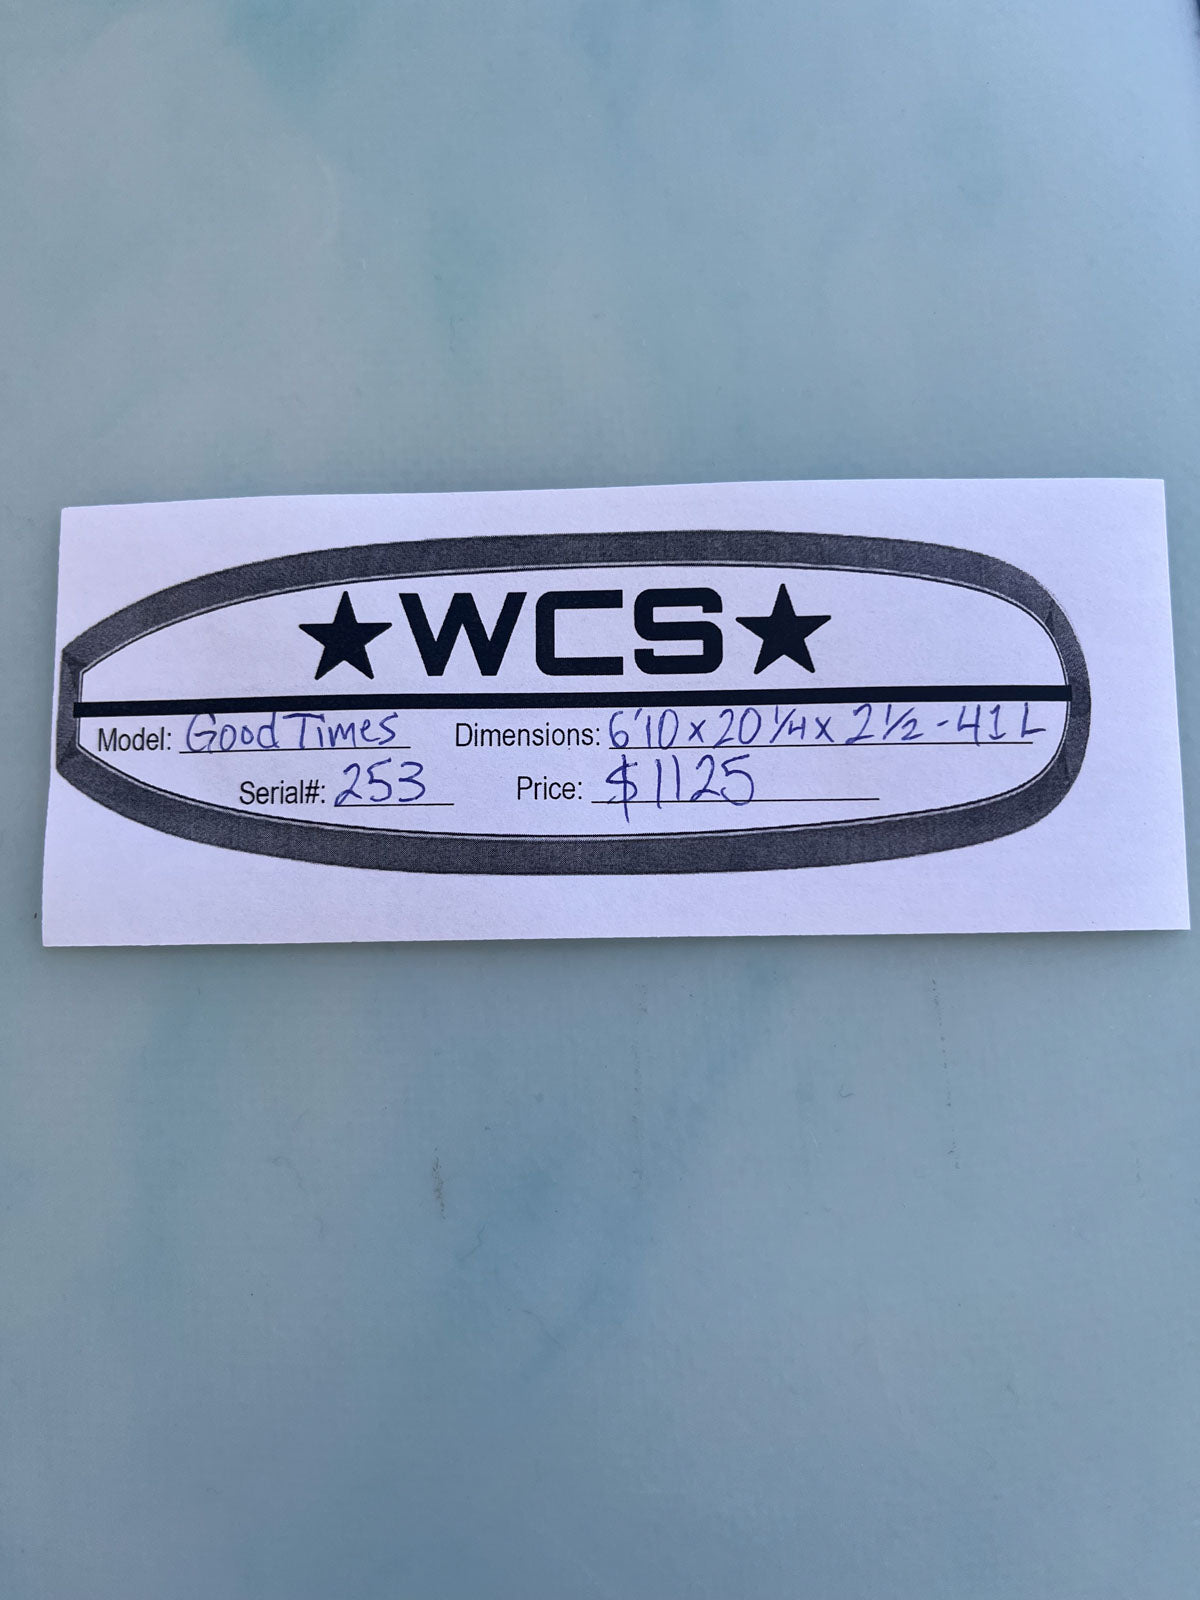 ★WCS★
Model: Good Times Dimensions: 6'10 x 20 1/4 x 2 1/2 - 41 L
Serial#: 253 Price: $1125